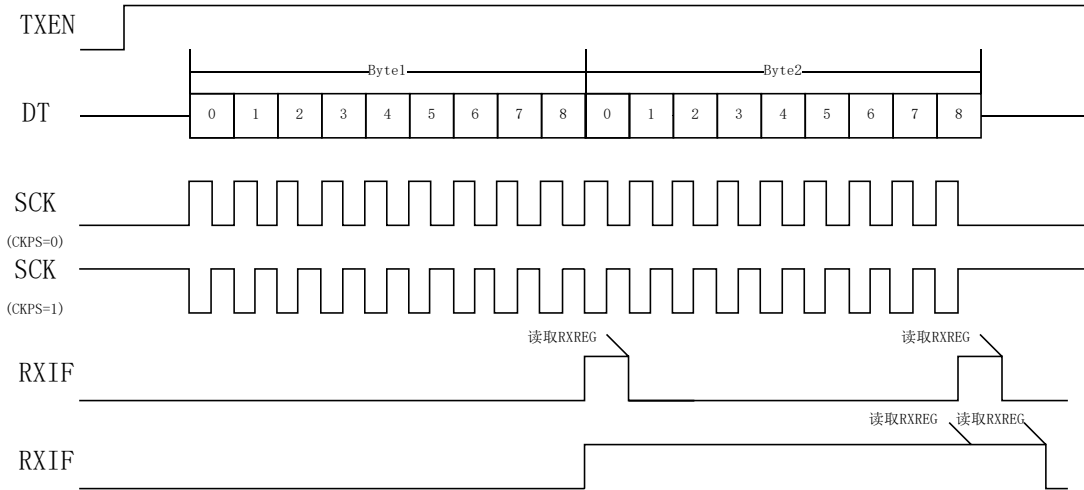 TXEN
Byte1 Byte2
DT 0 1 2 3 4 5 6 7 8 0 1 2 3 4 5 6 7 8
SCK
(CKPS=0)
SCK
(CKPS=1)
读取RXREG 读取RXREG
RXIF
读取RXREG 读取RXREG
RXIF